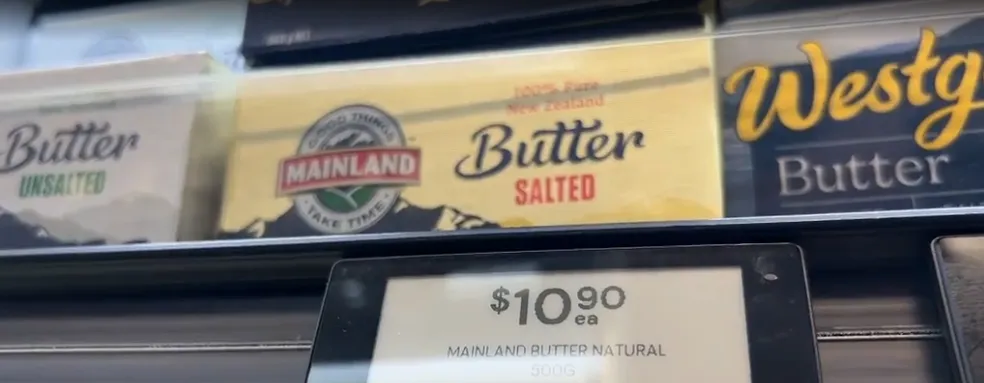 Butter
UNSALTED
GOOD THINGS
MAINLAND
TAKE TIME
100% Pure
New Zealand
Butter
SALTED
Westg
Butter
$10 90
ea
MAINLAND BUTTER NATURAL
500G